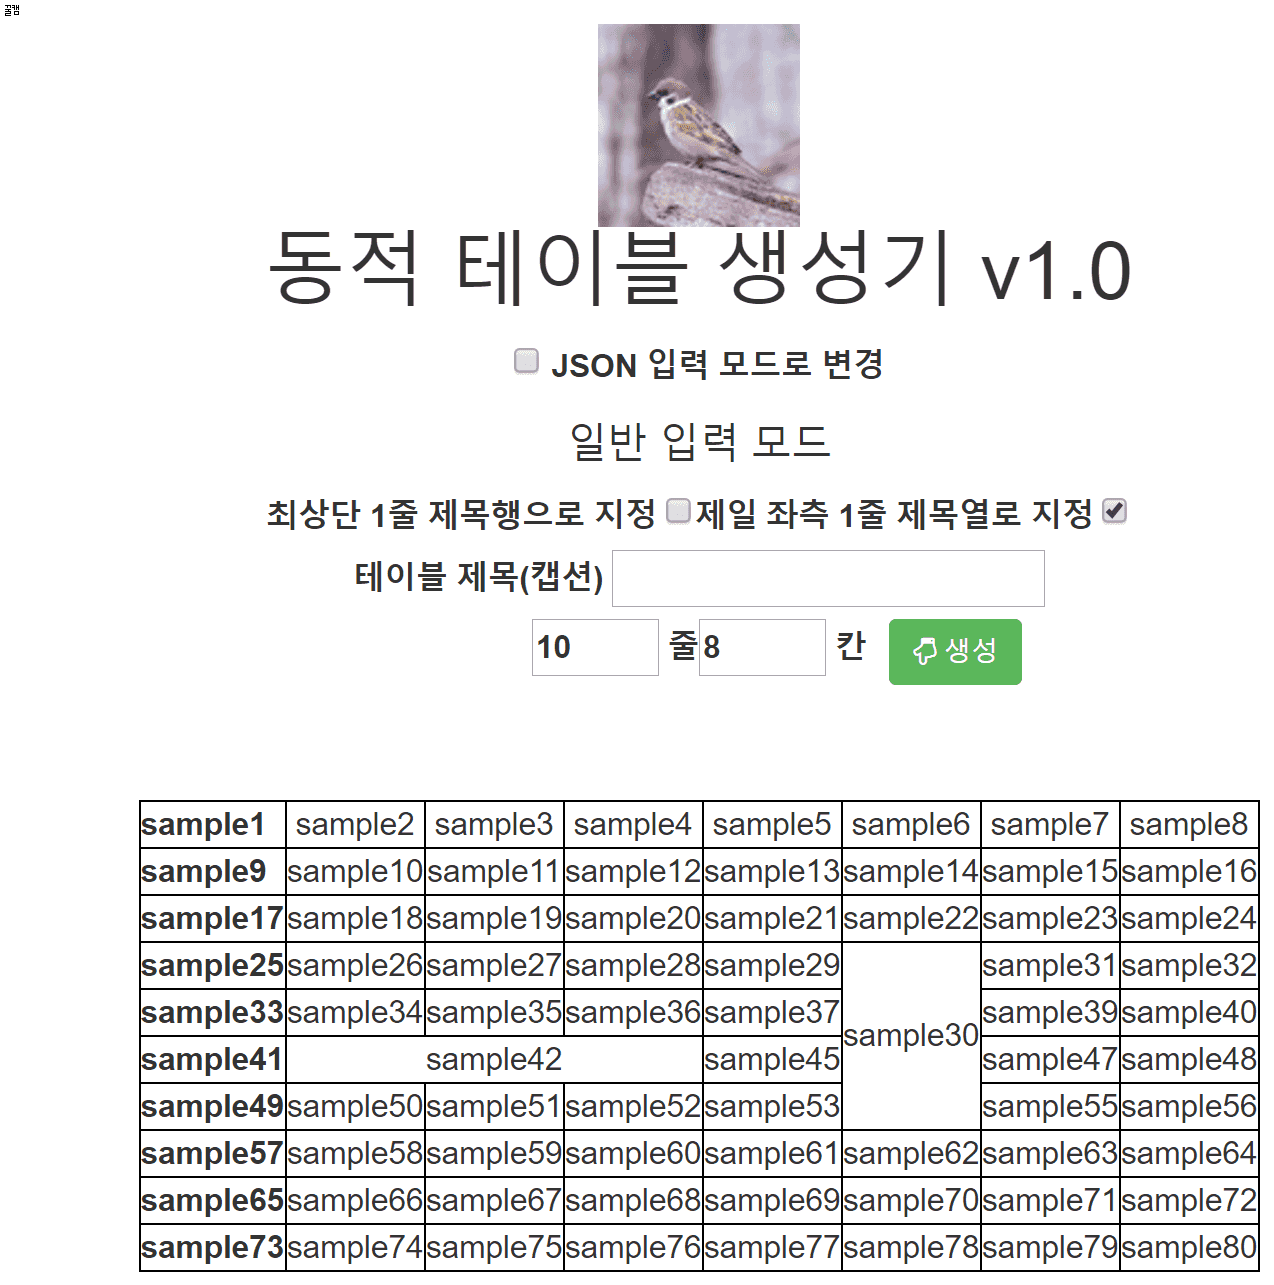 꿀캠
동적 테이블 생성기 v1.0
JSON 입력 모드로 변경
일반 입력 모드
최상단 1줄 제목행으로 지정 제일 좌측 1줄 제목열로 지정
테이블 제목(캡션)
10 줄 8 칸 생성
sample1 sample2 sample3 sample4 sample5 sample6 sample7 sample8
sample9 sample10 sample11 sample12 sample13 sample14 sample15 sample16
sample17 sample18 sample19 sample20 sample21 sample22 sample23 sample24
sample25 sample26 sample27 sample28 sample29 sample30 sample31 sample32
sample33 sample34 sample35 sample36 sample37 sample39 sample40
sample41 sample42 sample45 sample47 sample48
sample49 sample50 sample51 sample52 sample53 sample55 sample56
sample57 sample58 sample59 sample60 sample61 sample62 sample63 sample64
sample65 sample66 sample67 sample68 sample69 sample70 sample71 sample72
sample73 sample74 sample75 sample76 sample77 sample78 sample79 sample80